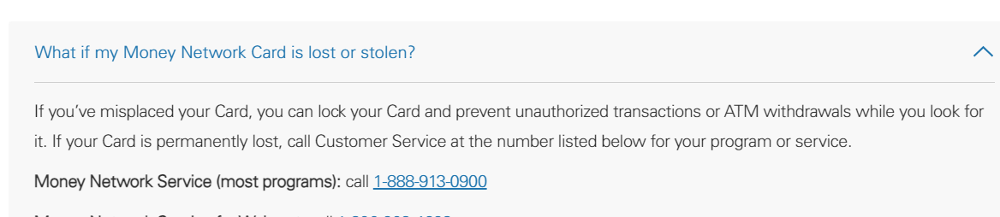 What if my Money Network Card is lost or stolen?
If you've misplaced your Card, you can lock your Card and prevent unauthorized transactions or ATM withdrawals while you look for
it. If your Card is permanently lost, call Customer Service at the number listed below for your program or service.
Money Network Service (most programs): call 1-888-913-0900